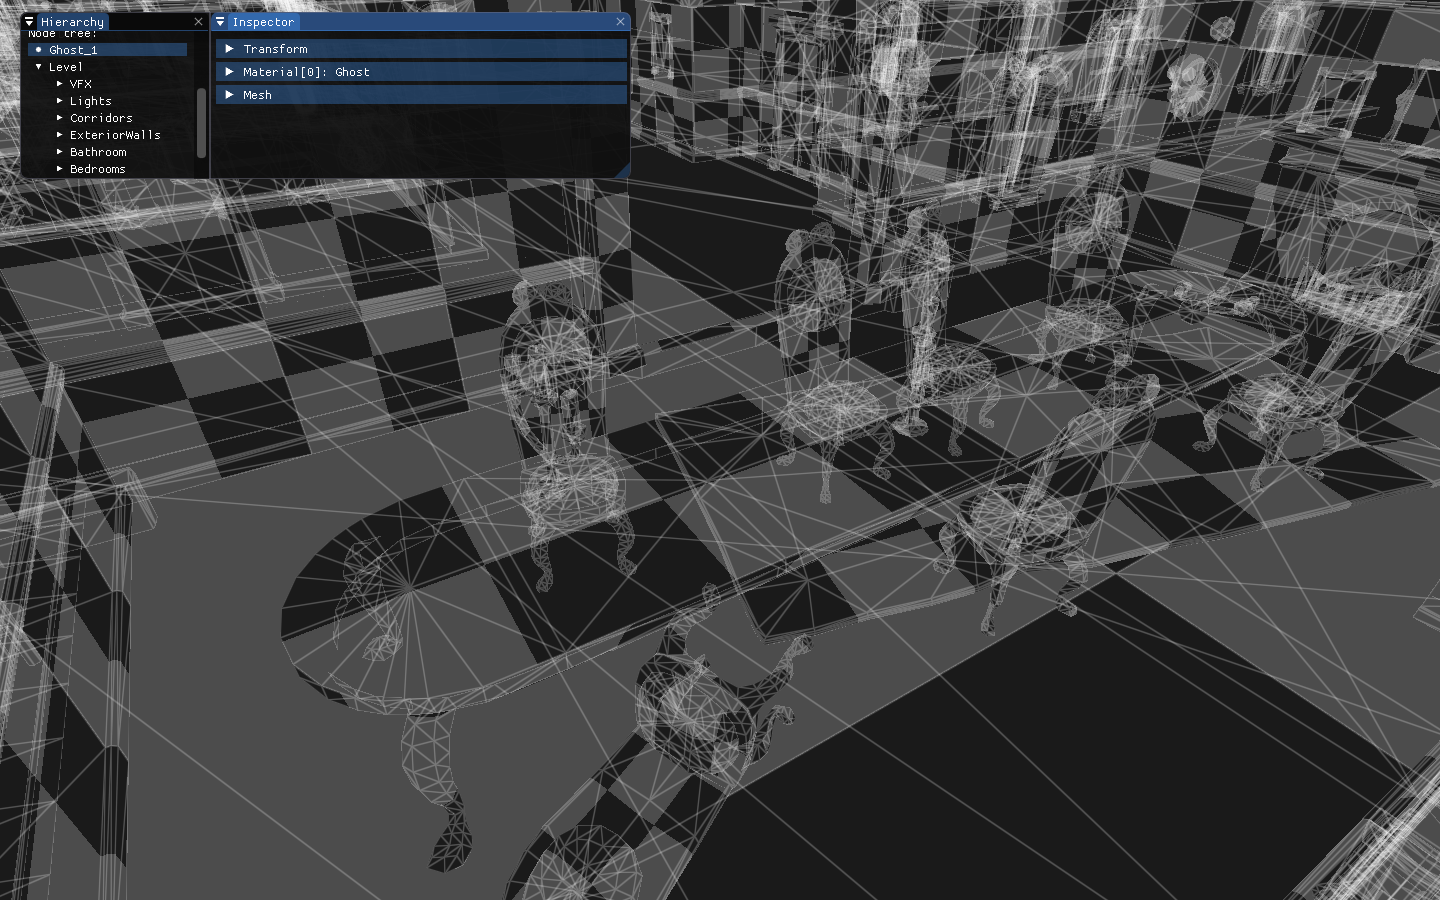 Hierarchy
Inspector
Node tree:
Ghost_1
Level
VFX
Lights
Corridors
ExteriorWalls
Bathroom
Bedrooms
Transform
Material[0]: Ghost
Mesh